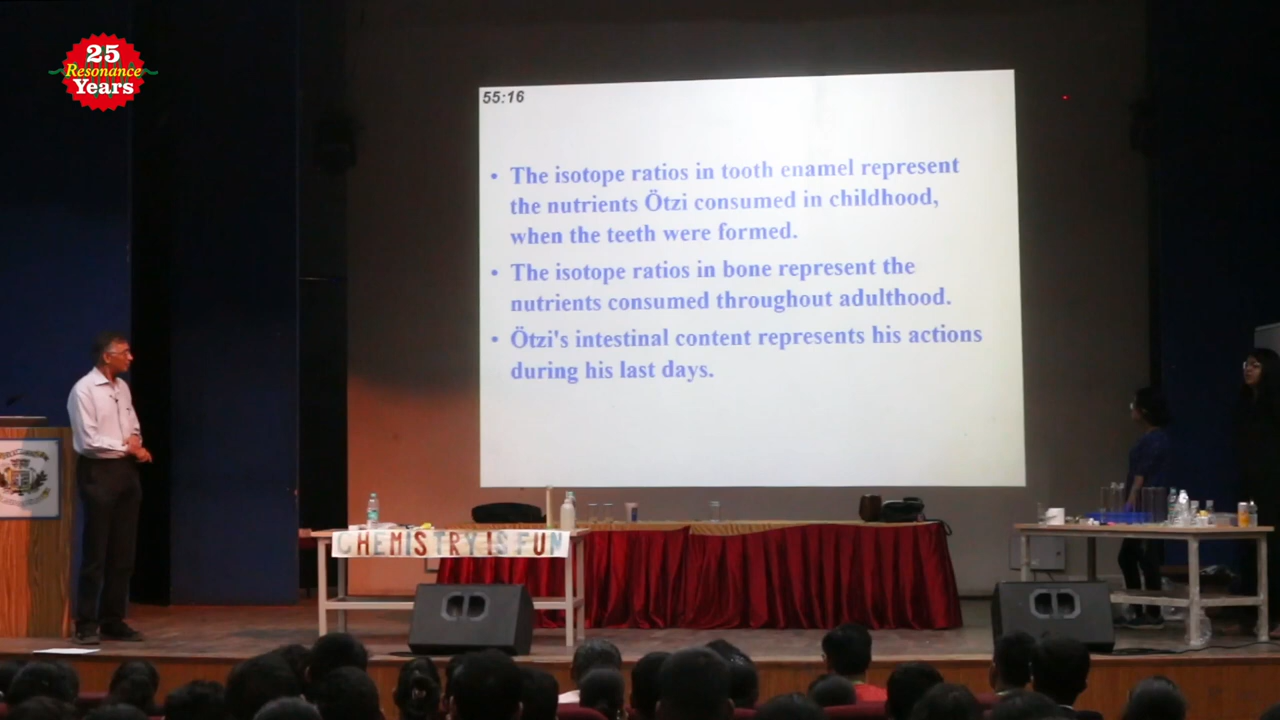 25
Resonance
Years
55:16
• The isotope ratios in tooth enamel represent
the nutrients Ötzi consumed in childhood,
when the teeth were formed.
• The isotope ratios in bone represent the
nutrients consumed throughout adulthood.
• Ötzi's intestinal content represents his actions
during his last days.
CHEMISTRY IS FUN